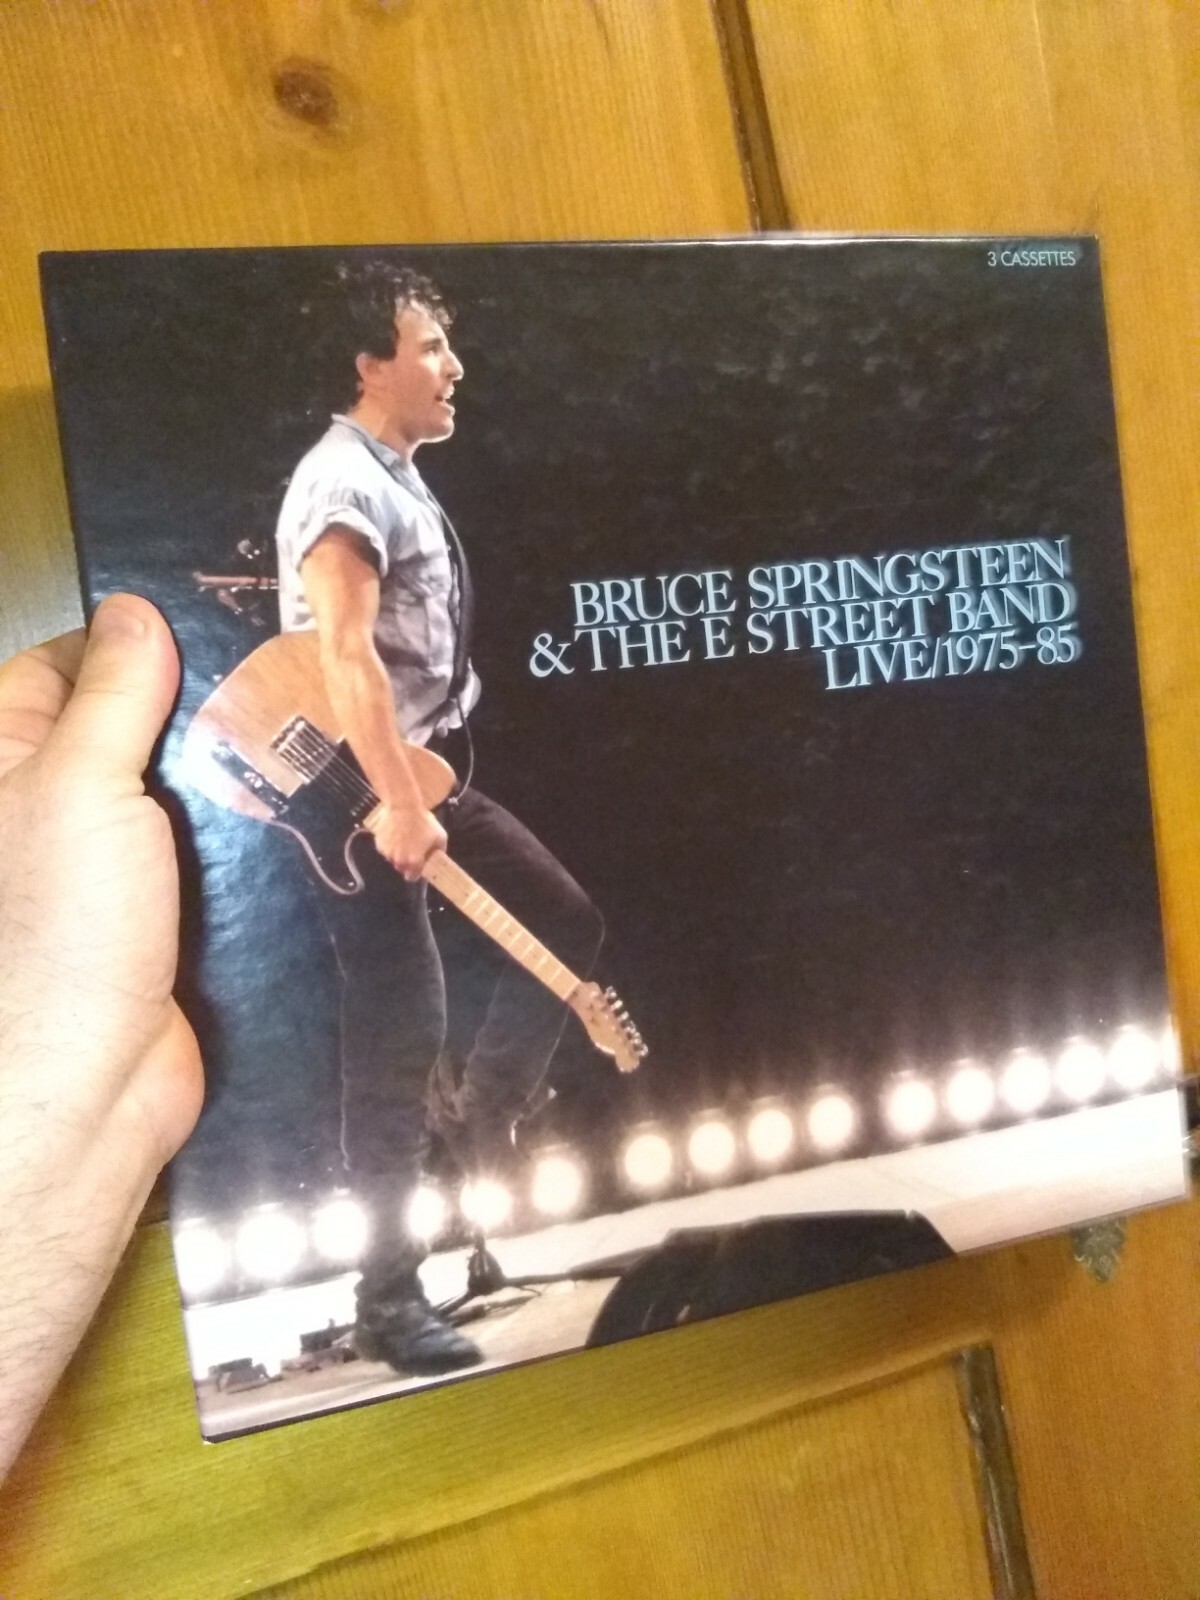 3 CASSETTES
BRUCE SPRINGSTEEN
& THE E STREET BAND
LIVE/1975-85